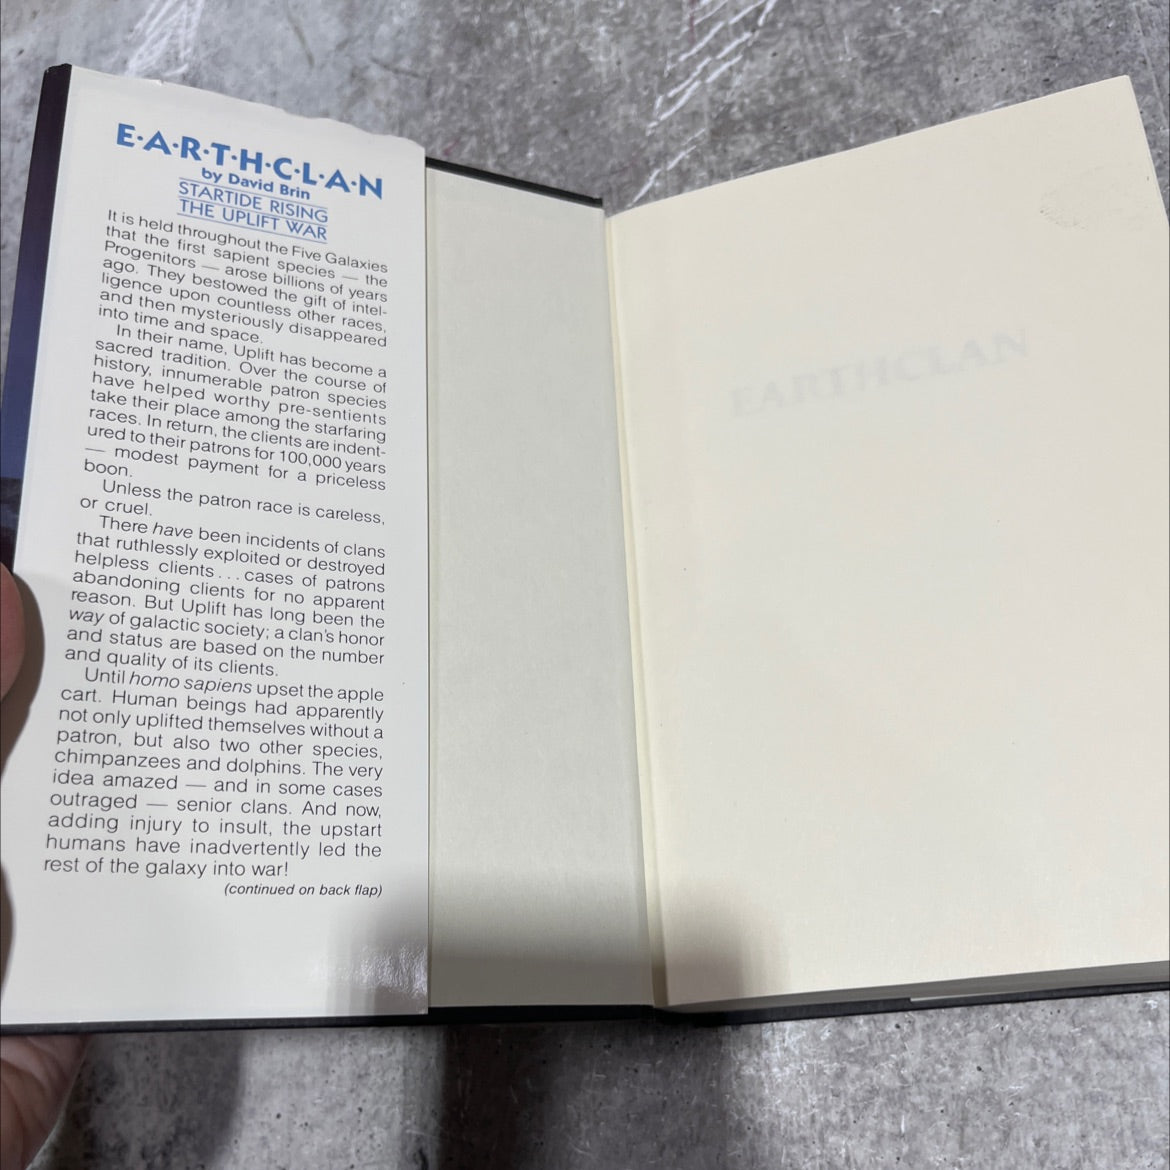 E·A·R·T·H·C·L·A·N
by David Brin
STARTIDE RISING
THE UPLIFT WAR
It is held throughout the Five Galaxies
that the first sapient species — the
Progenitors — arose billions of years
ago. They bestowed the gift of intel-
ligence upon countless other races,
and then mysteriously disappeared
into time and space.
In their name, Uplift has become a
sacred tradition. Over the course of
history, innumerable patron species
have helped worthy pre-sentients
take their place among the starfaring
races. In return, the clients are indent-
ured to their patrons for 100,000 years
— modest payment for a priceless
boon.
Unless the patron race is careless,
or cruel.
There have been incidents of clans
that ruthlessly exploited or destroyed
helpless clients . . . cases of patrons
abandoning clients for no apparent
reason. But Uplift has long been the
way of galactic society; a clan's honor
and status are based on the number
and quality of its clients.
Until homo sapiens upset the apple
cart. Human beings had apparently
not only uplifted themselves without a
patron, but also two other species,
chimpanzees and dolphins. The very
idea amazed — and in some cases
outraged — senior clans. And now,
adding injury to insult, the upstart
humans have inadvertently led the
rest of the galaxy into war!
(continued on back flap)
EARTHCLAN